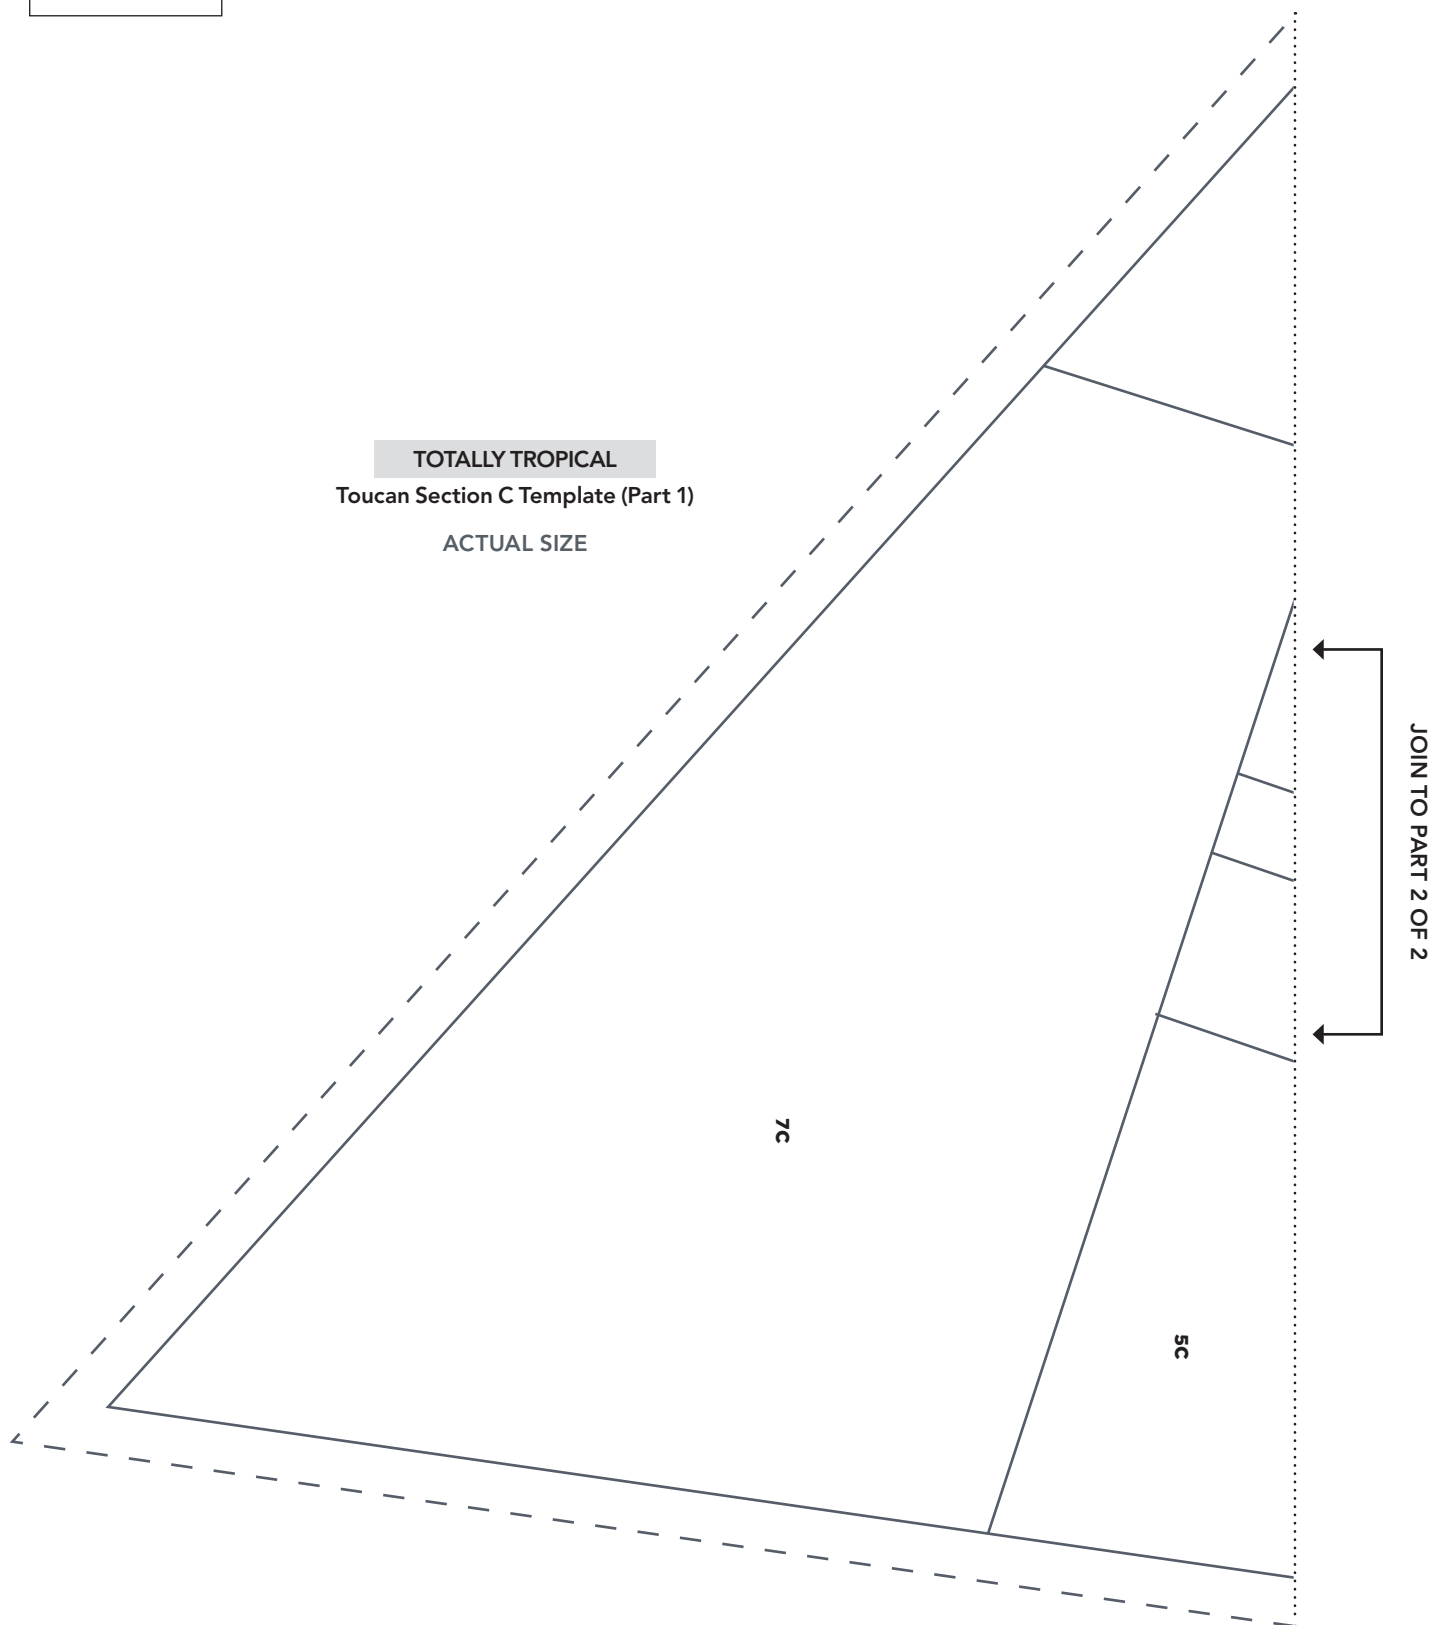 TOTALLY TROPICAL
Toucan Section C Template (Part 1)
ACTUAL SIZE
JOIN TO PART 2 OF 2
7C
5C